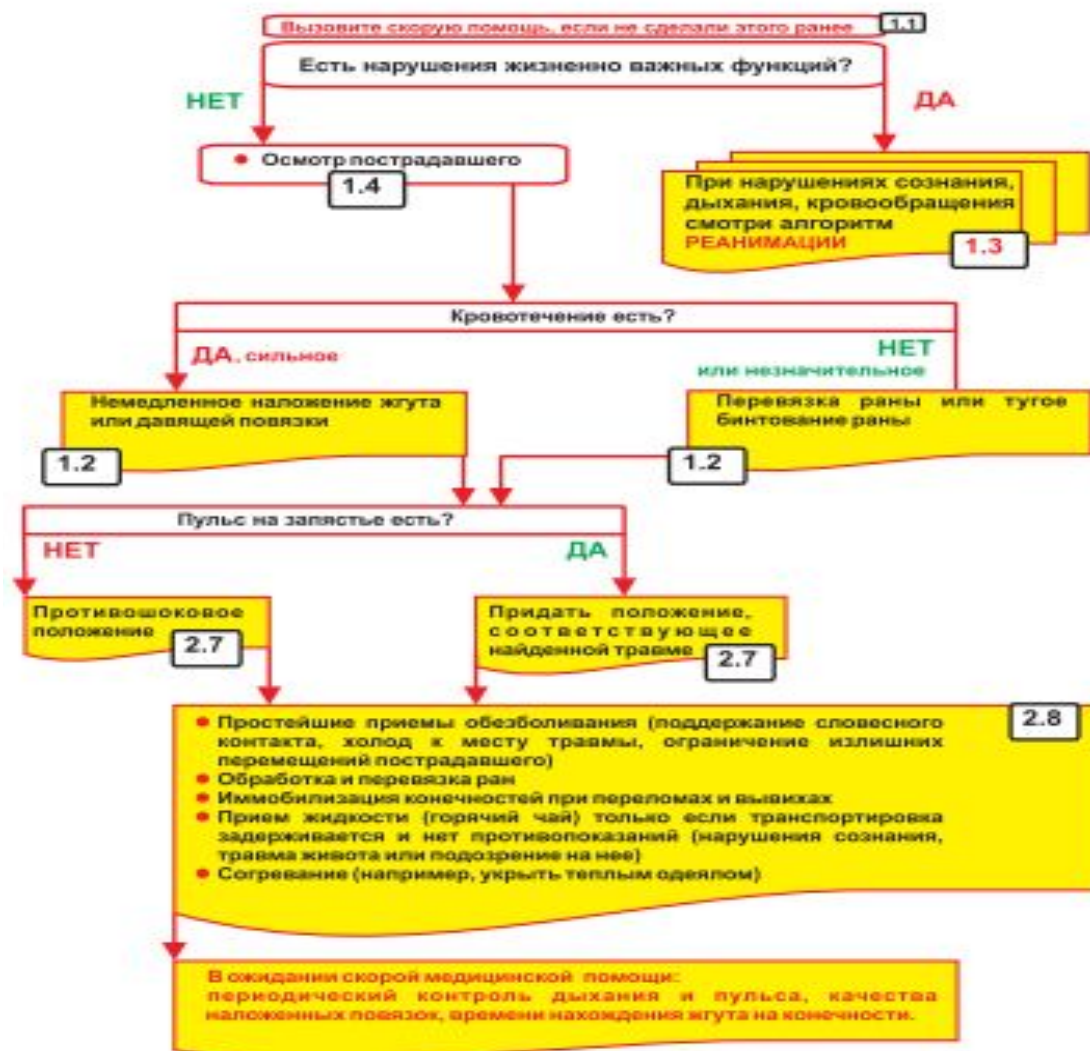 Вызовите скорую помощь, если не сделали этого ранее
1.1
Есть нарушения жизненно важных функций?
НЕТ
ДА
● Осмотр пострадавшего
1.4
При нарушениях сознания,
дыхания, кровообращения
смотри алгоритм
РЕАНИМАЦИИ
1.3
Кровотечение есть?
ДА, сильное
НЕТ
или незначительное
Немедленное наложение жгута
или давящей повязки
1.2
Перевязка раны или тугое
бинтование раны
1.2
Пульс на запястье есть?
НЕТ
ДА
Противошоковое
положение
2.7
Придать положение,
соответствующее
найденной травме
2.7
2.8
● Простейшие приемы обезболивания (поддержание словесного
контакта, холод к месту травмы, ограничение излишних
перемещений пострадавшего)
● Обработка и перевязка ран
● Иммобилизация конечностей при переломах и вывихах
● Прием жидкости (горячий чай) только если транспортировка
задерживается и нет противопоказаний (нарушения сознания,
травма живота или подозрение на нее)
● Согревание (например, укрыть теплым одеялом)
В ожидании скорой медицинской помощи:
периодический контроль дыхания и пульса, качества
наложенных повязок, времени нахождения жгута на конечности.